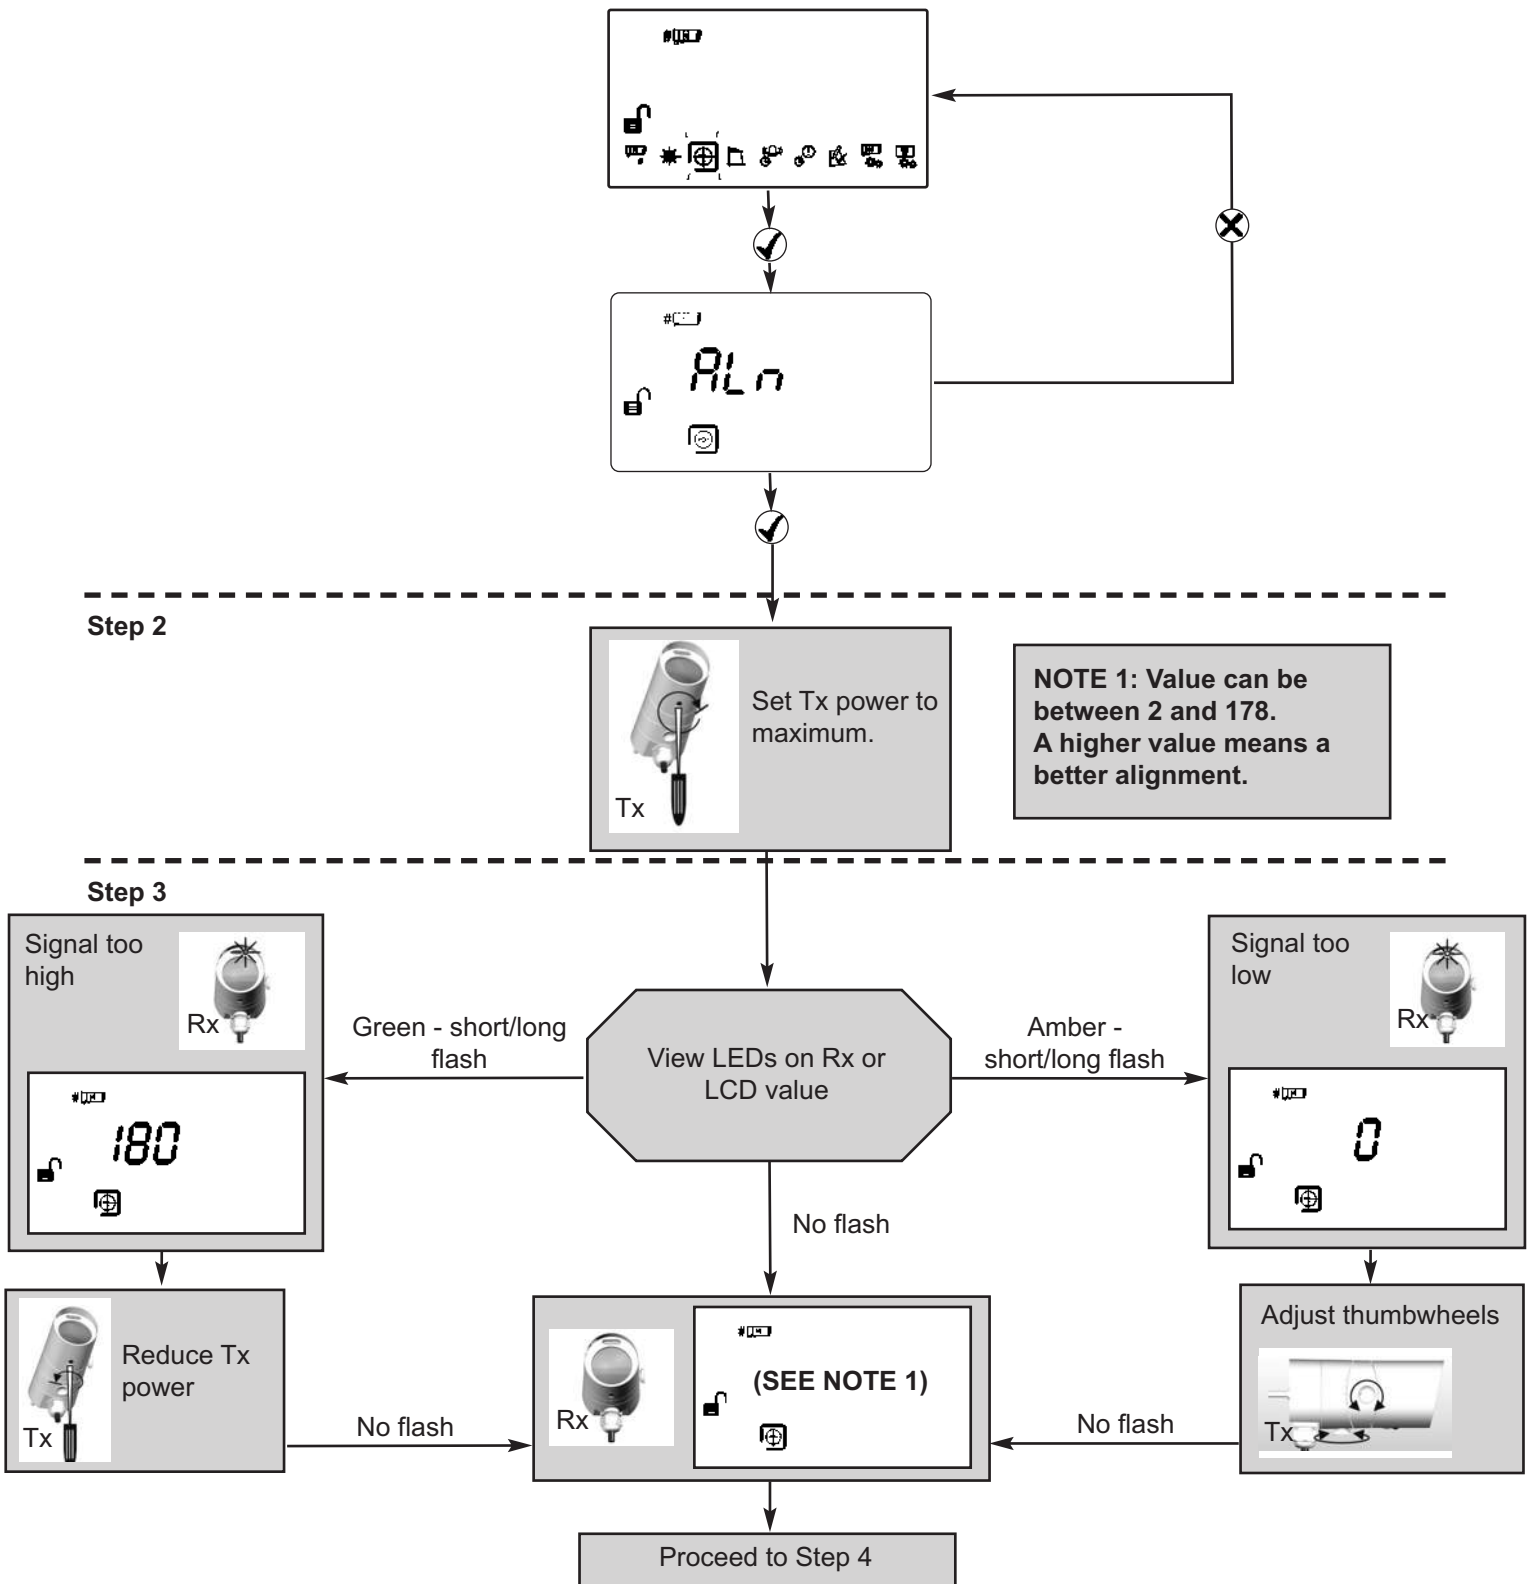 ALn
Step 2
Set Tx power to
maximum.
Tx
NOTE 1: Value can be
between 2 and 178.
A higher value means a
better alignment.
Step 3
Signal too
high
Rx
180
Green - short/long
flash
View LEDs on Rx or
LCD value
Amber -
short/long flash
Signal too
low
Rx
0
No flash
Reduce Tx
power
Tx
No flash
Rx
#
(SEE NOTE 1)
No flash
Adjust thumbwheels
Tx
Proceed to Step 4